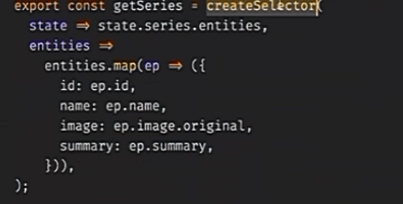 export const getSeries = createSelector(
state => state.series.entities,
entities =>
entities.map(ep => ({
id: ep.id,
name: ep.name,
image: ep.image.original,
summary: ep.summary,
})),
);